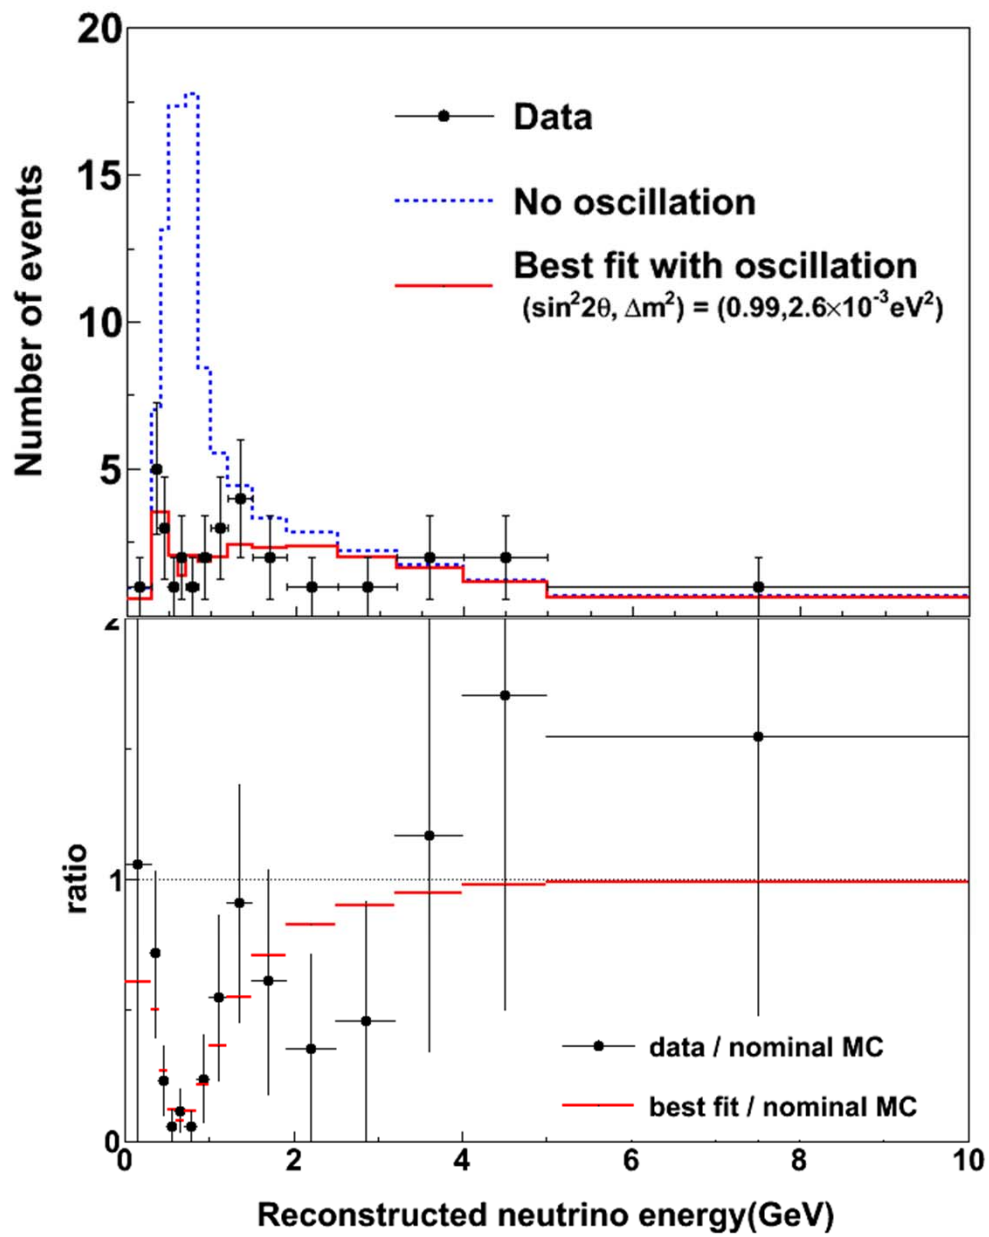 20
15
10
5
Number of events
Data
No oscillation
Best fit with oscillation
(sin²2θ, Δm²) = (0.99,2.6×10⁻³eV²)
2
1
0
ratio
data / nominal MC
best fit / nominal MC
0 2 4 6 8 10
Reconstructed neutrino energy(GeV)